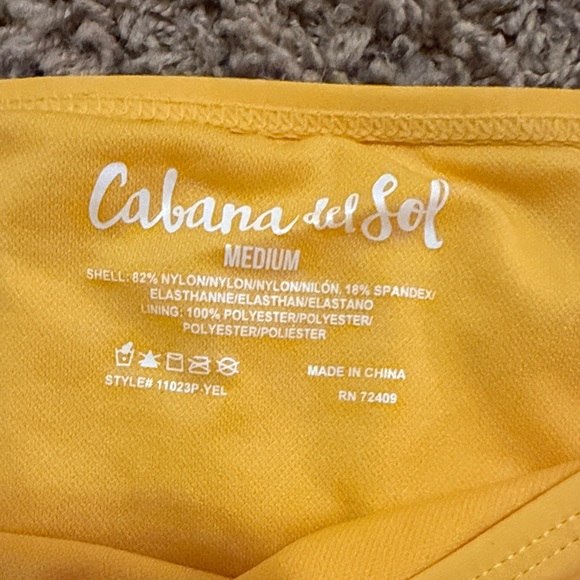 Cabana del Sol
MEDIUM
SHELL: 82% NYLON/NYLON/NYLON/NILÓN, 18% SPANDEX/
ELASTHANNE/ELASTHAN/ELASTANO
LINING: 100% POLYESTER/POLYESTER/
POLYESTER/POLIÉSTER
MADE IN CHINA
STYLE# 11023P-YEL
RN 72409